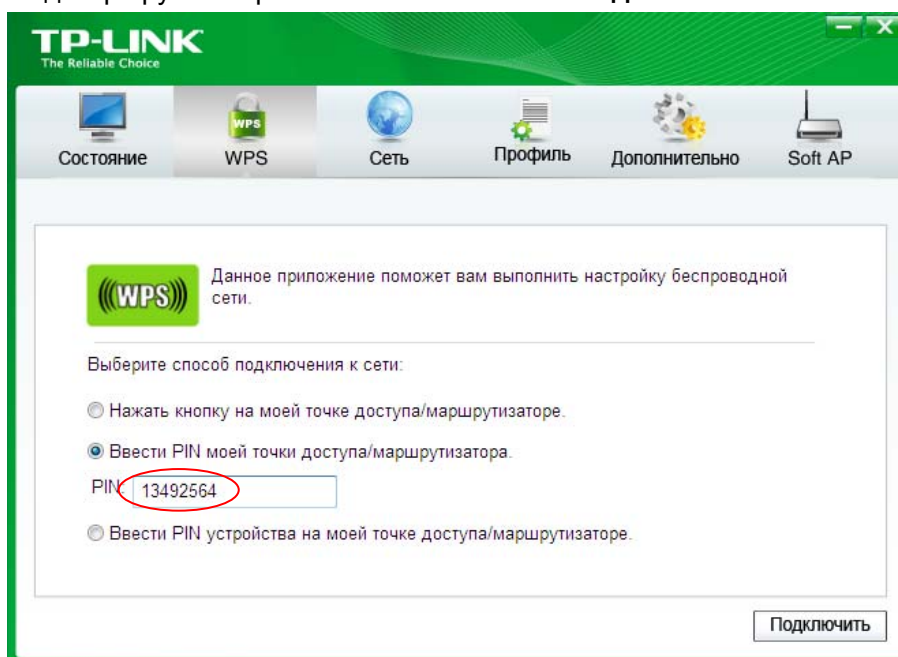 TP-LINK
The Reliable Choice
WPS
Состояние WPS Сеть Профиль Дополнительно Soft AP
(((WPS))) Данное приложение поможет вам выполнить настройку беспроводной
сети.
Выберите способ подключения к сети:
Нажать кнопку на моей точке доступа/маршрутизаторе.
Ввести PIN моей точки доступа/маршрутизатора.
PIN: 13492564
Ввести PIN устройства на моей точке доступа/маршрутизаторе.
Подключить